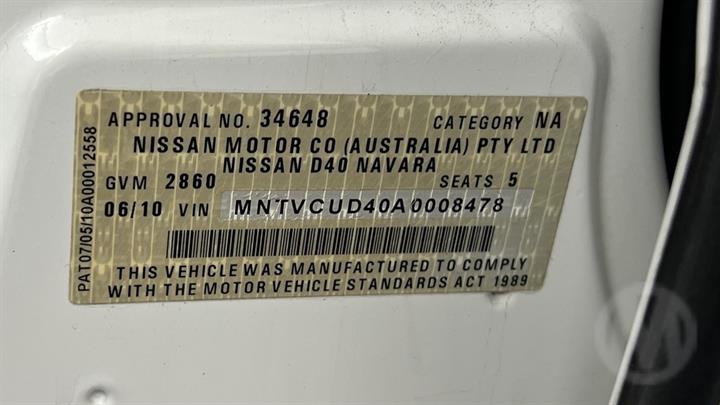 APPROVAL NO. 34648 CATEGORY NA
NISSAN MOTOR CO (AUSTRALIA) PTY LTD
NISSAN D40 NAVARA
GVM 2860 SEATS 5
06/10 VIN MNTVCUD40A0008478
THIS VEHICLE WAS MANUFACTURED TO COMPLY
WITH THE MOTOR VEHICLE STANDARDS ACT 1989
PAT07/05/10A00012558